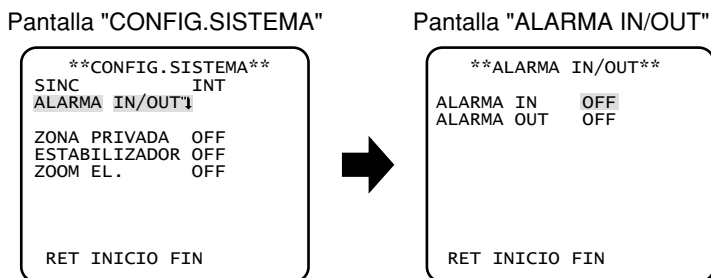 Pantalla "CONFIG.SISTEMA"
**CONFIG.SISTEMA**
SINC INT
ALARMA IN/OUT
ZONA PRIVADA OFF
ESTABILIZADOR OFF
ZOOM EL. OFF
RET INICIO FIN
Pantalla "ALARMA IN/OUT"
**ALARMA IN/OUT**
ALARMA IN OFF
ALARMA OUT OFF
RET INICIO FIN